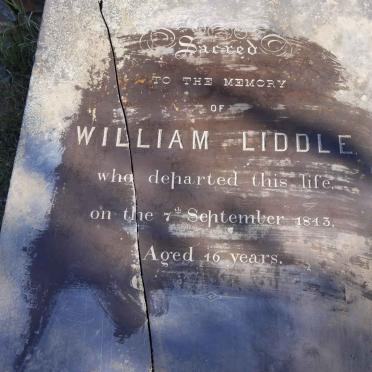 Sacred
TO THE MEMORY
OF
WILLIAM LIDDLE
who departed this life,
on the 7th September 1843,
Aged 16 years.